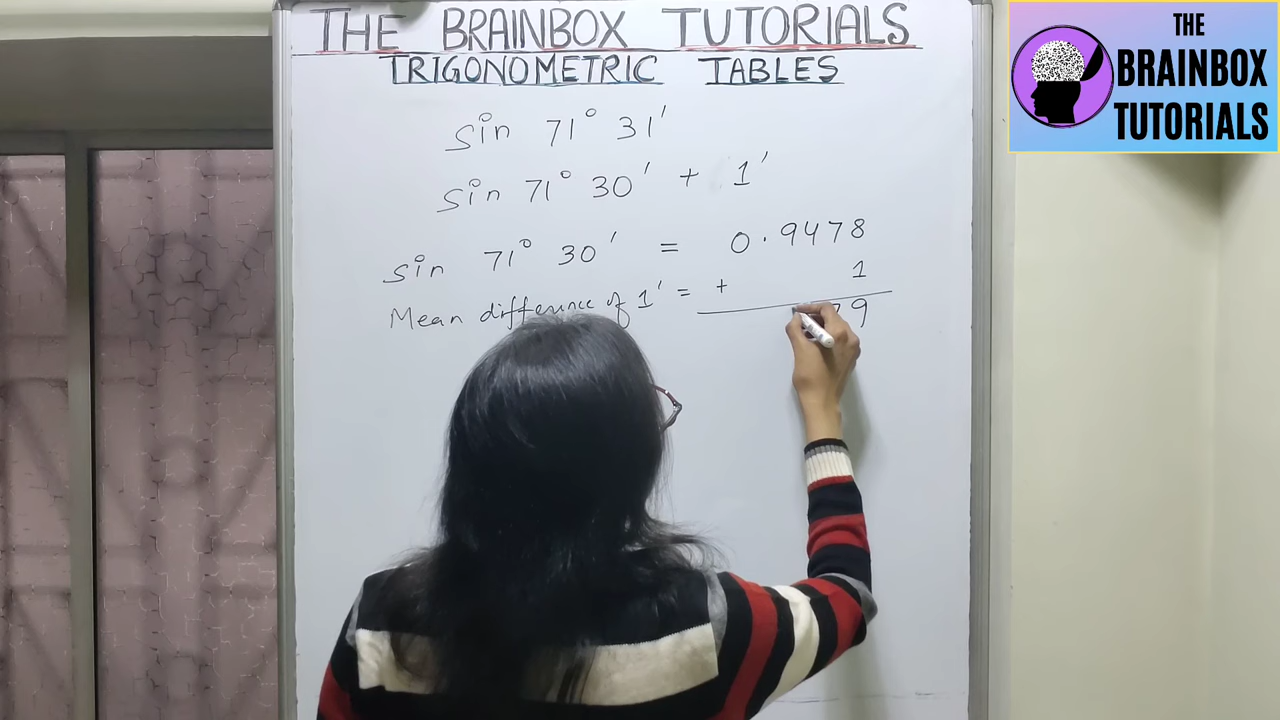 THE BRAINBOX TUTORIALS
TRIGONOMETRIC TABLES
sin 71° 31'
sin 71° 30' + 1'
sin 71° 30' = 0.9478
Mean difference of 1' = + 1
79
THE
BRAINBOX
TUTORIALS